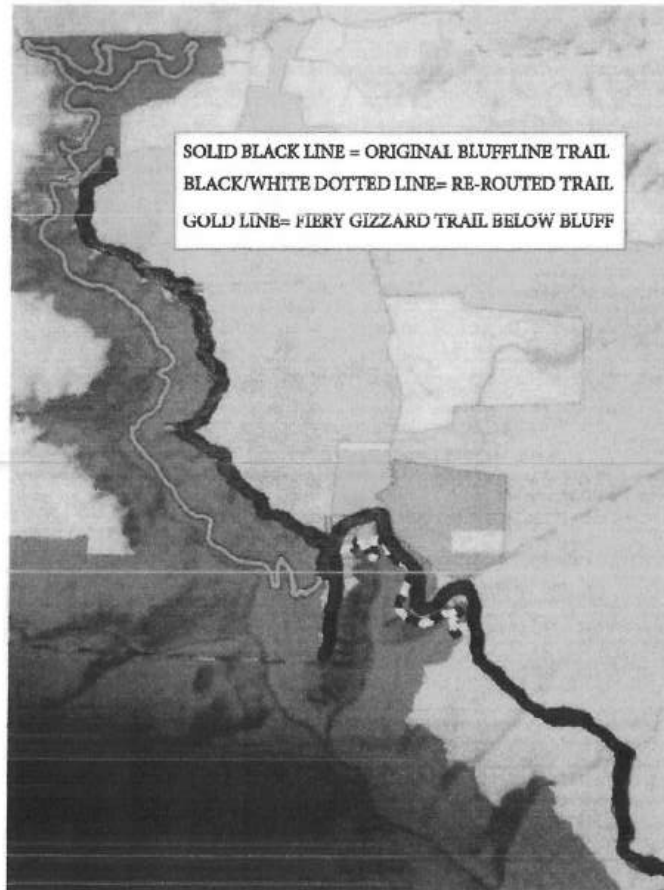 SOLID BLACK LINE = ORIGINAL BLUFFLINE TRAIL
BLACK/WHITE DOTTED LINE= RE-ROUTED TRAIL
GOLD LINE= FIERY GIZZARD TRAIL BELOW BLUFF